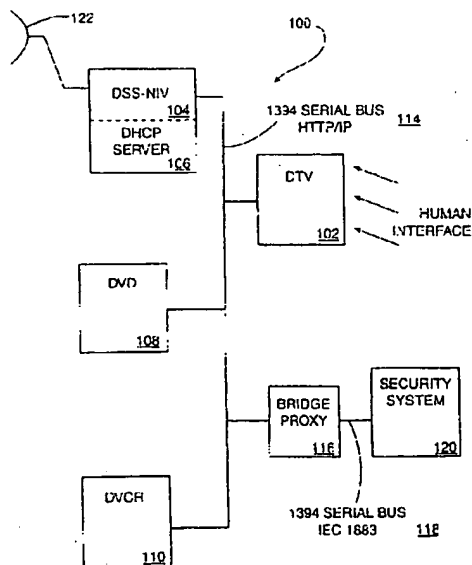 122
100
DSS-NIV
104
DHCP
SERVER
106
1394 SERIAL BUS
HTTP/IP
114
DTV
102
HUMAN
INTERFACE
DVD
108
BRIDGE
PROXY
116
SECURITY
SYSTEM
120
1394 SERIAL BUS
IEC 1883
118
DVCR
110